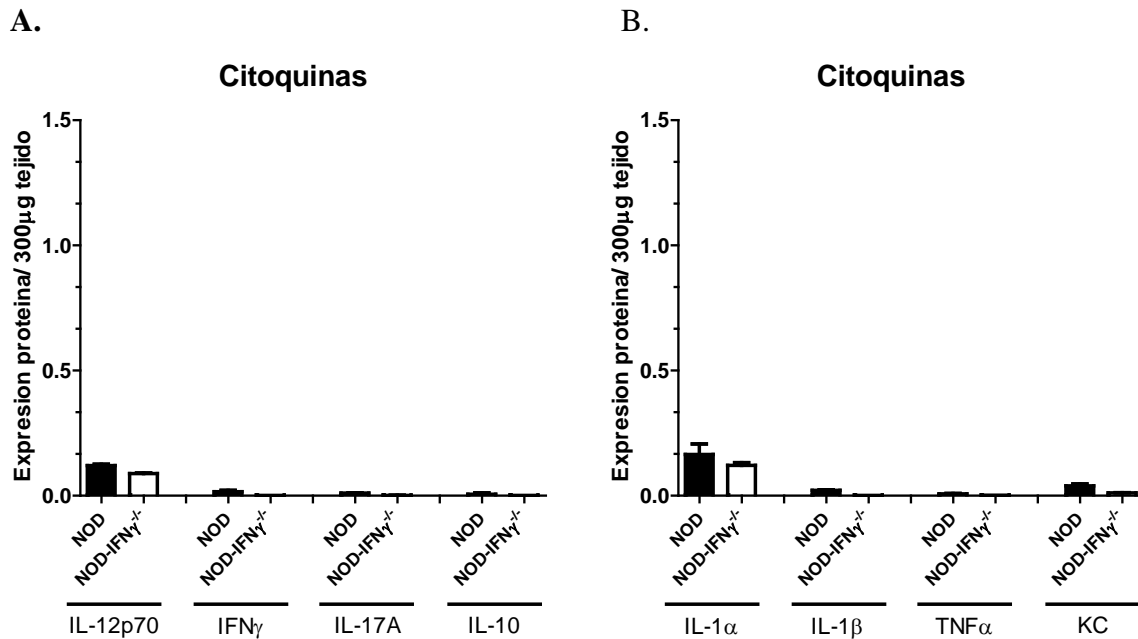 A.
Citoquinas
Expresion proteina/ 300µg tejido
1.5
1.0
0.5
0.0
NOD
NOD-IFNγ-/-
NOD
NOD-IFNγ-/-
NOD
NOD-IFNγ-/-
NOD
NOD-IFNγ-/-
IL-12p70
IFNγ
IL-17A
IL-10
B.
Citoquinas
Expresion proteina/ 300µg tejido
1.5
1.0
0.5
0.0
NOD
NOD-IFNγ-/-
NOD
NOD-IFNγ-/-
NOD
NOD-IFNγ-/-
NOD
NOD-IFNγ-/-
IL-1α
IL-1β
TNFα
KC